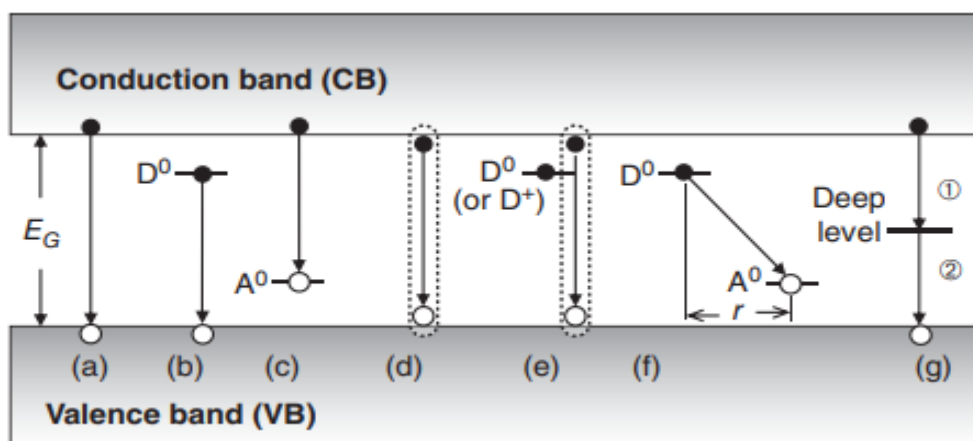 Conduction band (CB)
D⁰
D⁰
(or D⁺)
D⁰
①
Deep
level
E_G
A⁰
A⁰
②
r
(a)
(b)
(c)
(d)
(e)
(f)
(g)
Valence band (VB)